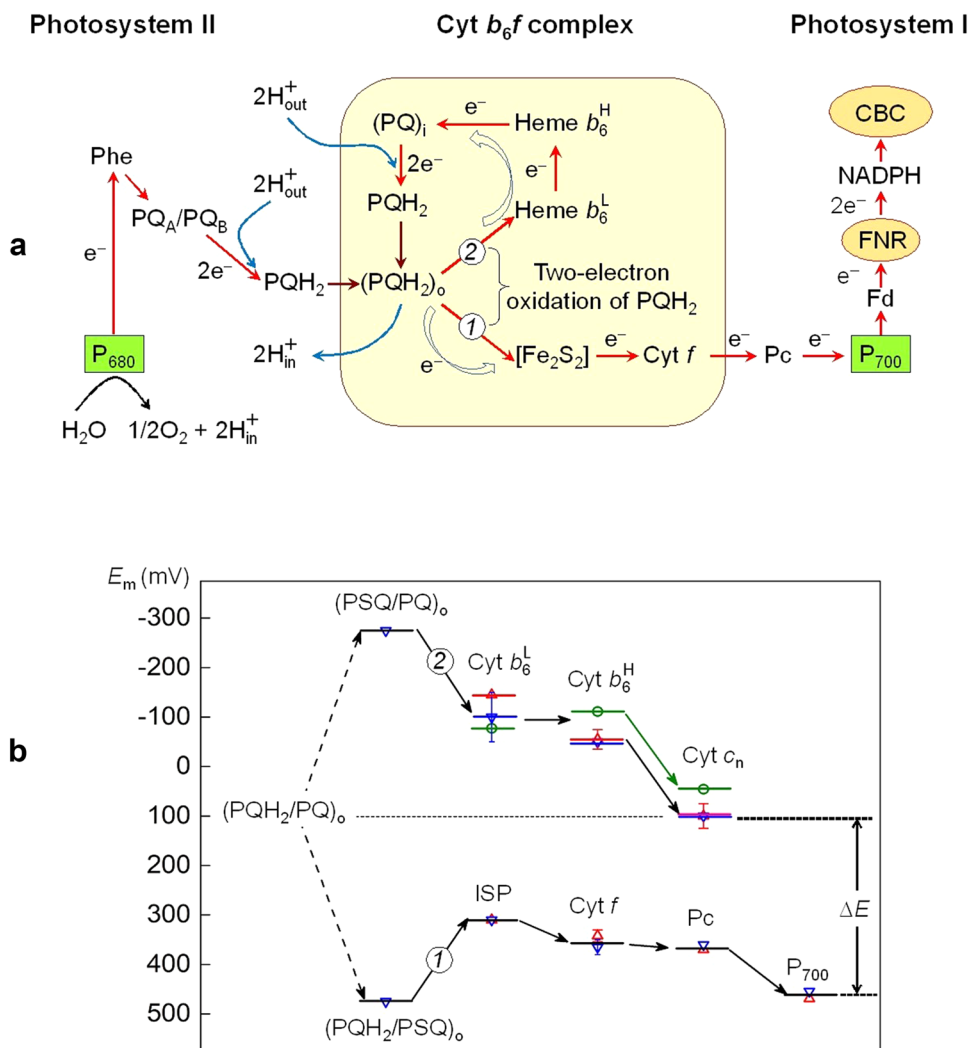 Photosystem II Cyt b₆f complex Photosystem I
a
2H⁺out
(PQ)ᵢ e⁻ Heme b₆ᴴ
CBC
Phe
2H⁺out
2e⁻
e⁻
NADPH
PQ_A/PQ_B
PQH₂
Heme b₆ᴸ
2e⁻
e⁻
2e⁻
2
FNR
PQH₂ (PQH₂)ₒ
Two-electron
oxidation of PQH₂
e⁻
Fd
1
P₆₈₀
2H⁺in
e⁻
[Fe₂S₂] e⁻ Cyt f e⁻ Pc e⁻ P₇₀₀
H₂O 1/2O₂ + 2H⁺in
b
Eₘ (mV)
-300
-200
-100
0
100
200
300
400
500
(PSQ/PQ)ₒ
2
Cyt b₆ᴸ
Cyt b₆ᴴ
Cyt cₙ
(PQH₂/PQ)ₒ
ISP
Cyt f
Pc
ΔE
1
P₇₀₀
(PQH₂/PSQ)ₒ